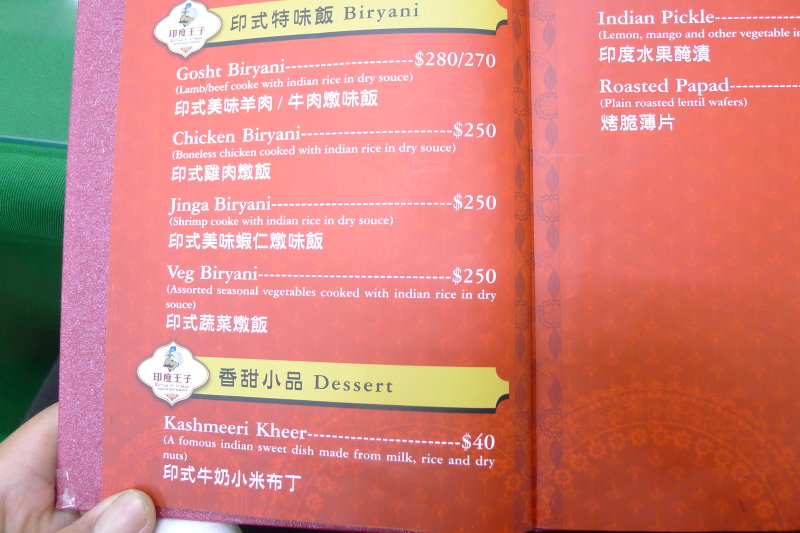 印度王子
印式特味飯 Biryani
Gosht Biryani---------------------$280/270
(Lamb/beef cooke with indian rice in dry souce)
印式美味羊肉 / 牛肉燉味飯
Chicken Biryani-------------------------$250
(Boneless chicken cooked with indian rice in dry souce)
印式雞肉燉飯
Jinga Biryani------------------------------$250
(Shrimp cooke with indian rice in dry souce)
印式美味蝦仁燉味飯
Veg Biryani--------------------------------$250
(Assorted seasonal vegetables cooked with indian rice in dry
souce)
印式蔬菜燉飯
印度王子
香甜小品 Dessert
Kashmeeri Kheer-------------------------$40
(A fomous indian sweet dish made from milk, rice and dry
nuts)
印式牛奶小米布丁
Indian Pickle--------------
(Lemon, mango and other vegetable
印度水果醃漬
Roasted Papad------------
(Plain roasted lentil wafers)
烤脆薄片